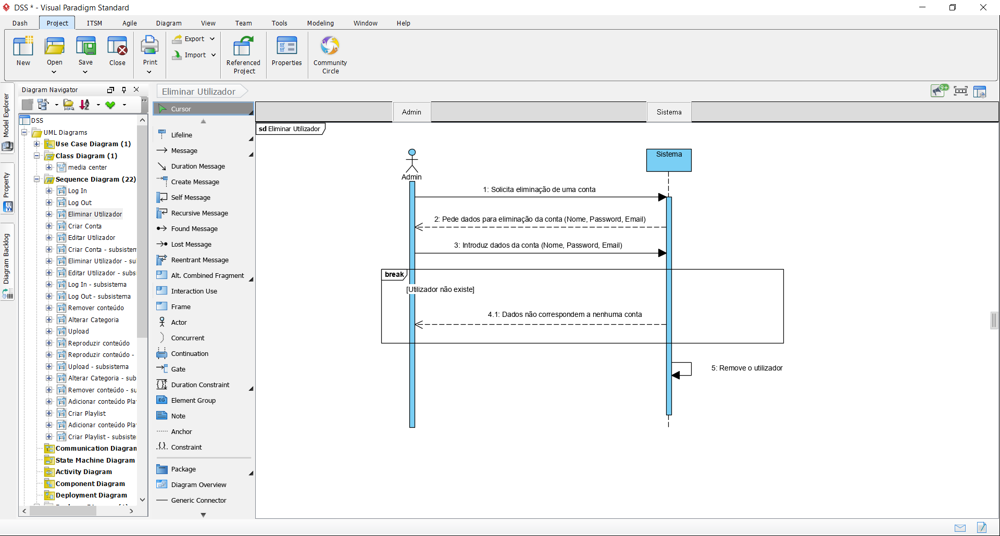 DSS * - Visual Paradigm Standard
Dash Project ITSM Agile Diagram View Team Tools Modeling Window Help
New
Open
Save
Close
Print
Export
Import
Referenced
Project
Properties
Community
Circle
Model Explorer
Property
Diagram Backlog
Diagram Navigator
DSS
UML Diagrams
Use Case Diagram (1)
Class Diagram (1)
media center
Sequence Diagram (22)
Log In
Log Out
Eliminar Utilizador
Criar Conta
Editar Utilizador
Criar Conta - subsistem
Eliminar Utilizador - su
Editar Utilizador - subs
Log In - subsistema
Log Out - subsistema
Remover conteúdo
Alterar Categoria
Upload
Reproduzir conteúdo
Reproduzir conteúdo -
Upload - subsistema
Alterar Categoria - sub
Remover conteúdo - su
Adicionar conteúdo Pla
Criar Playlist
Adicionar conteúdo Pla
Criar Playlist - subsiste
Communication Diagran
State Machine Diagram
Activity Diagram
Component Diagram
Deployment Diagram
Eliminar Utilizador
Cursor
Lifeline
Message
Duration Message
Create Message
Self Message
Recursive Message
Found Message
Lost Message
Reentrant Message
Alt. Combined Fragment
Interaction Use
Frame
Actor
Concurrent
Continuation
Gate
Duration Constraint
EG Element Group
Note
Anchor
{} Constraint
Package
Diagram Overview
Generic Connector
9+
Admin
Sistema
sd Eliminar Utilizador
Admin
Sistema
1: Solicita eliminação de uma conta
2: Pede dados para eliminação da conta (Nome, Password, Email)
3: Introduz dados da conta (Nome, Password, Email)
break
[Utilizador não existe]
4.1: Dados não correspondem a nenhuma conta
5: Remove o utilizador